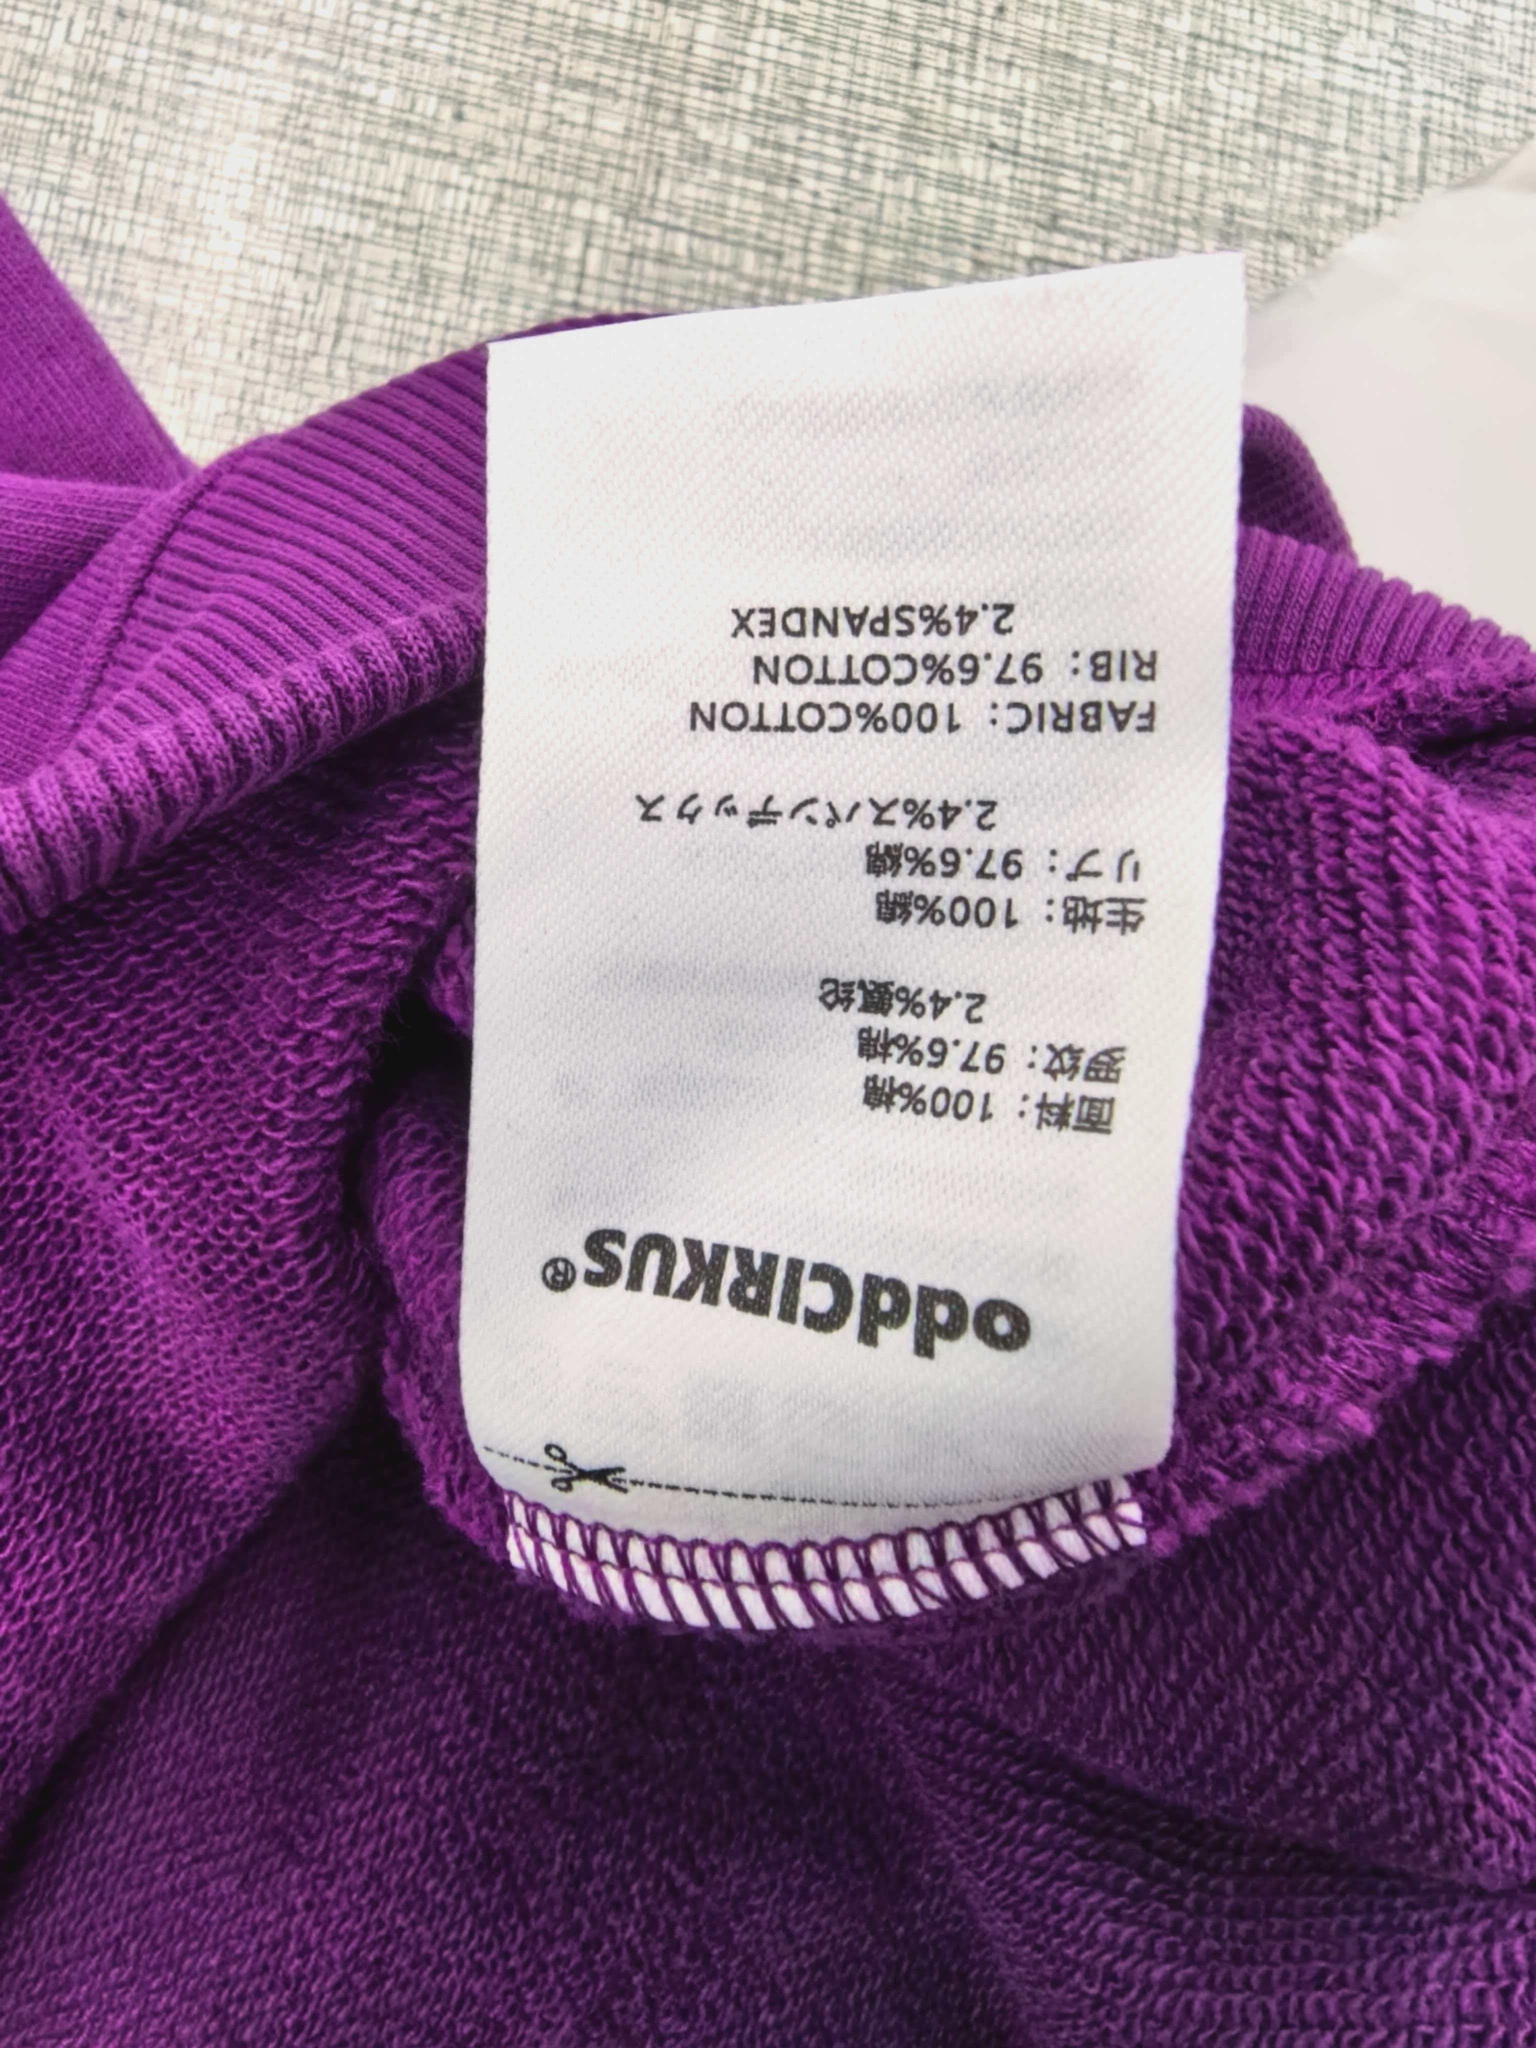 oddCIRKUS®
面料：100%棉
罗纹：97.6%棉
2.4%氨纶
生地：100%綿
リブ：97.6%綿
2.4%スパンデックス
FABRIC：100%COTTON
RIB：97.6%COTTON
2.4%SPANDEX